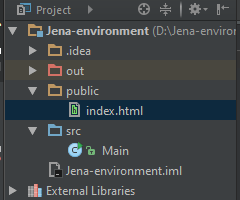 Project
Jena-environment (D:\Jena-environ
.idea
out
public
index.html
src
Main
Jena-environment.iml
External Libraries